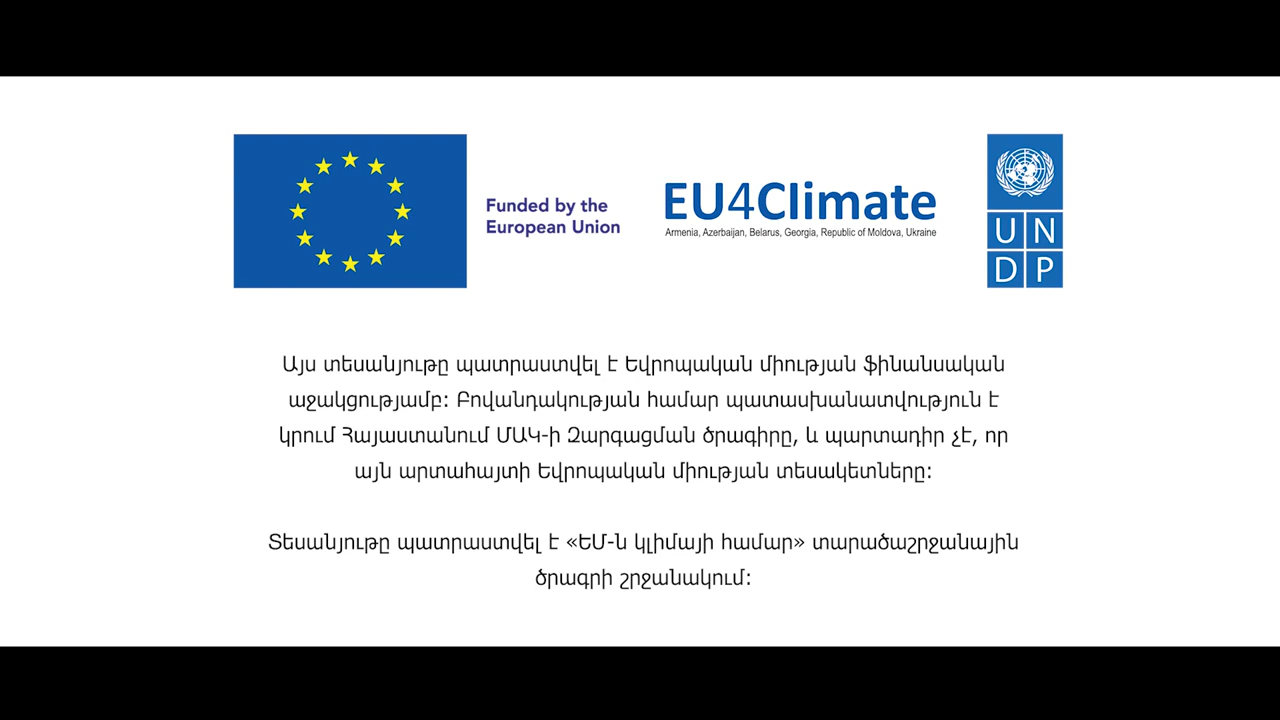 Funded by the
European Union
EU4Climate
Armenia, Azerbaijan, Belarus, Georgia, Republic of Moldova, Ukraine
U N
D P
Այս տեսանյութը պատրաստվել է Եվրոպական միության ֆինանսական
աջակցությամբ: Բովանդակության համար պատասխանատվություն է
կրում Հայաստանում ՄԱԿ-ի Զարգացման ծրագիրը, և պարտադիր չէ, որ
այն արտահայտի Եվրոպական միության տեսակետները:
Տեսանյութը պատրաստվել է «ԵՄ-ն կլիմայի համար» տարածաշրջանային
ծրագրի շրջանակում: